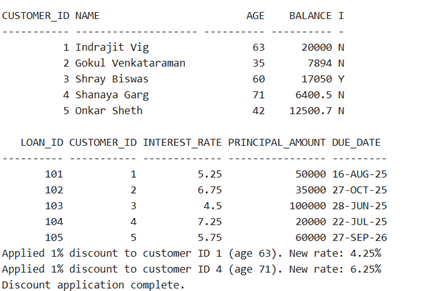 CUSTOMER_ID NAME AGE BALANCE I
----------- -------------------- ---------- ---------- -
1 Indrajit Vig 63 20000 N
2 Gokul Venkataraman 35 7894 N
3 Shray Biswas 60 17050 Y
4 Shanaya Garg 71 6400.5 N
5 Onkar Sheth 42 12500.7 N
LOAN_ID CUSTOMER_ID INTEREST_RATE PRINCIPAL_AMOUNT DUE_DATE
---------- ----------- ------------- ---------------- ---------
101 1 5.25 50000 16-AUG-25
102 2 6.75 35000 27-OCT-25
103 3 4.5 100000 28-JUN-25
104 4 7.25 20000 22-JUL-25
105 5 5.75 60000 27-SEP-26
Applied 1% discount to customer ID 1 (age 63). New rate: 4.25%
Applied 1% discount to customer ID 4 (age 71). New rate: 6.25%
Discount application complete.